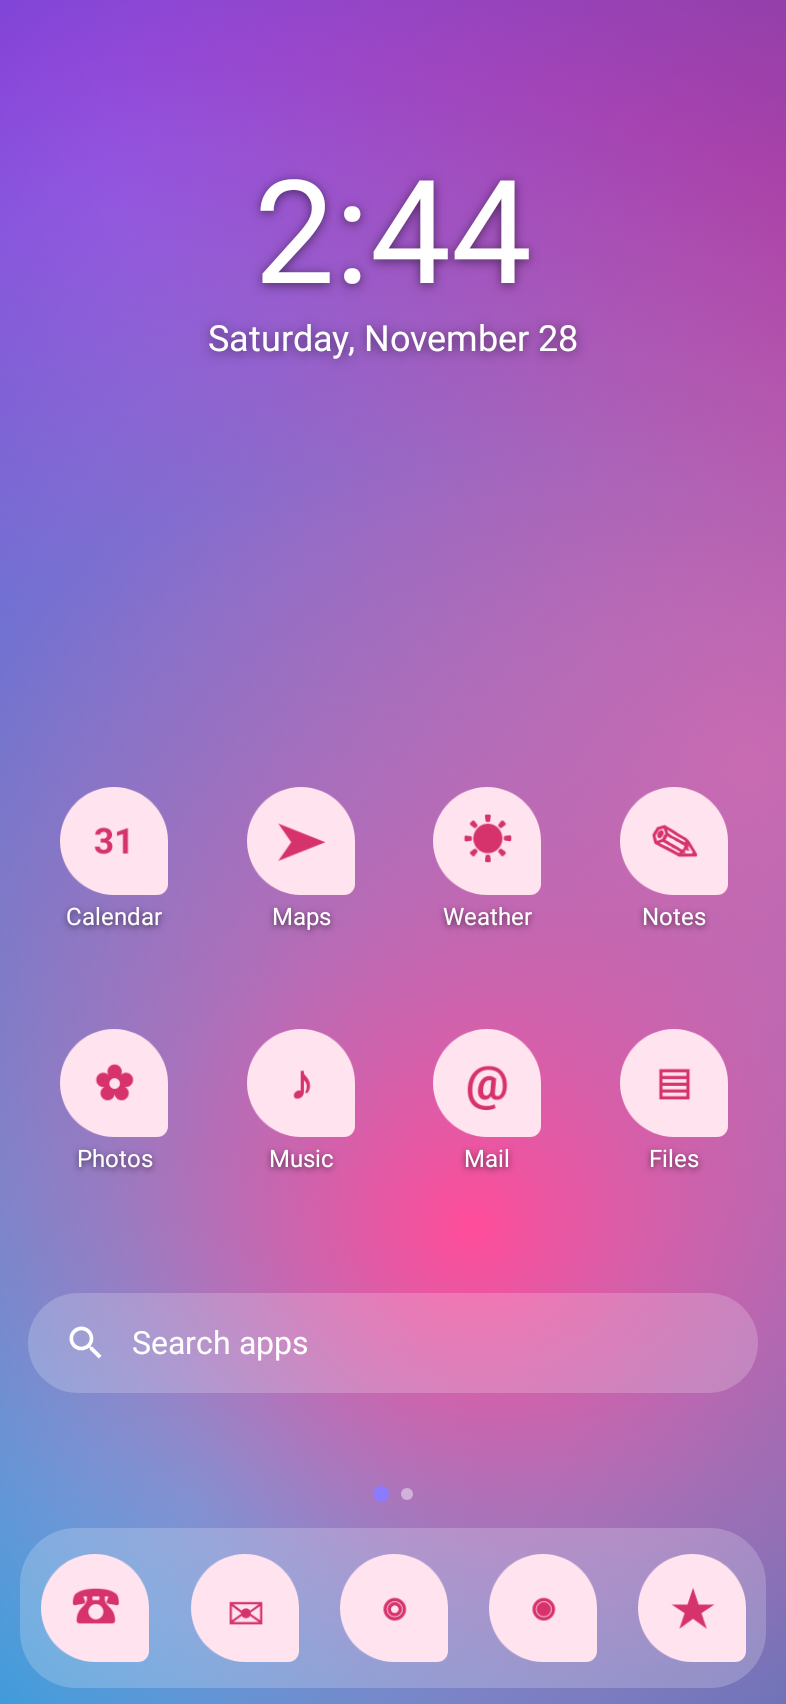 2:44
Saturday, November 28
31
Calendar
Maps
Weather
Notes
Photos
Music
@
Mail
Files
Search apps